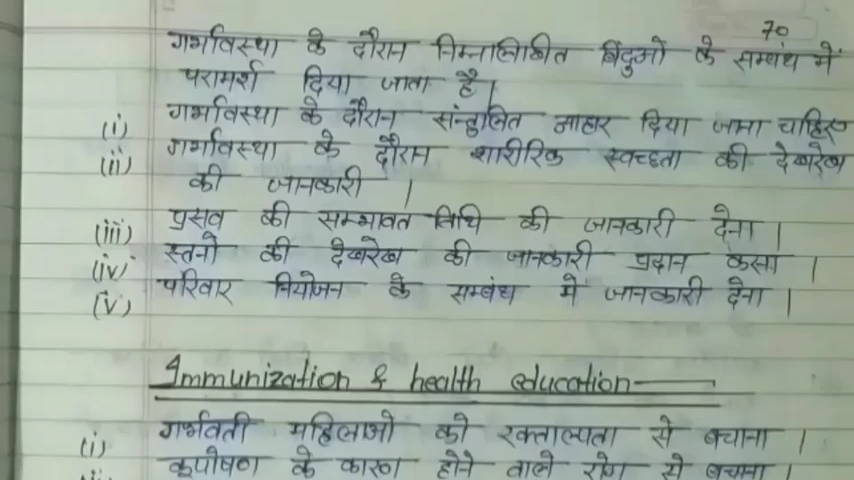 70
गर्भावस्था के दौरान निम्नलिखित बिंदुओं के सम्बंध में
परामर्श दिया जाता है।
(i) गर्भावस्था के दौरान संन्तुलित आहार दिया जाना चाहिए
(ii) गर्भावस्था के दौरान शारीरिक स्वच्छता की देखरेख
की जानकारी ।
(iii) प्रसव की सम्भावत तिथि की जानकारी देना ।
(iv) स्तनो की देखरेख की जानकारी प्रदान करना ।
(v) परिवार नियोजन के सम्बंध में जानकारी देना ।
Immunization & health education
(i) गर्भवती महिलाओ को रक्ताल्पता से बचाना ।
कुपोषण के कारण होने वाले रोग से बचाना ।